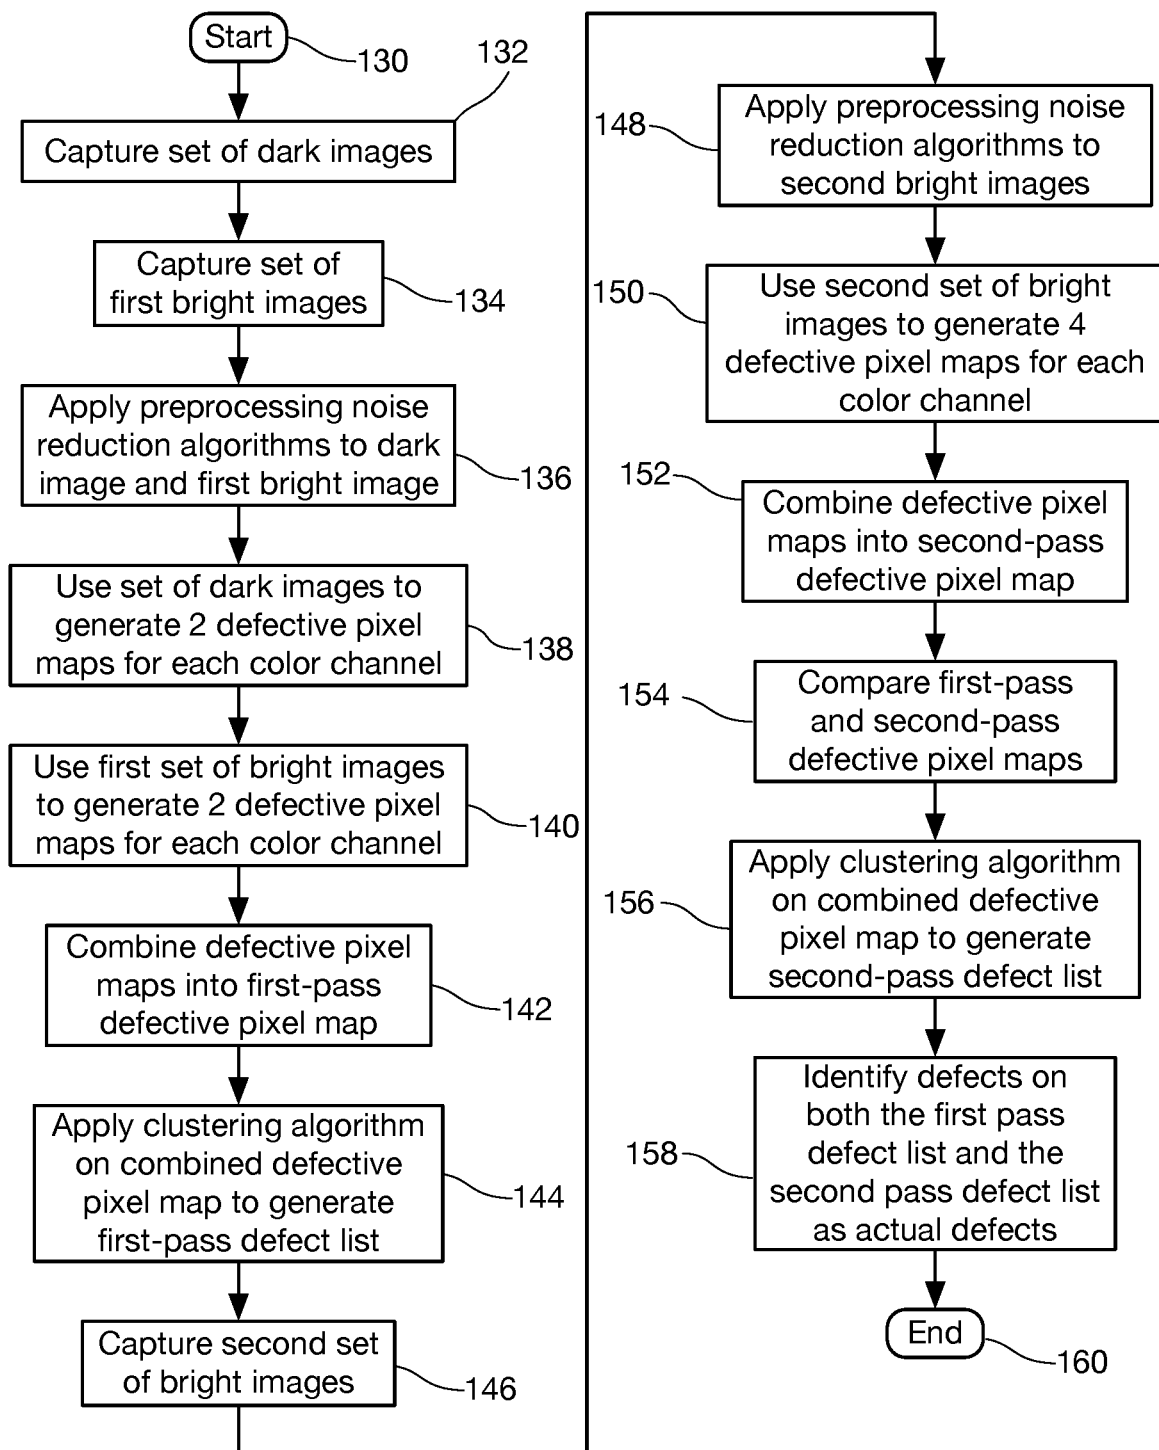 Start
130
132
Capture set of dark images
Capture set of
first bright images
134
Apply preprocessing noise
reduction algorithms to dark
image and first bright image
136
Use set of dark images to
generate 2 defective pixel
maps for each color channel
138
Use first set of bright images
to generate 2 defective pixel
maps for each color channel
140
Combine defective pixel
maps into first-pass
defective pixel map
142
Apply clustering algorithm
on combined defective
pixel map to generate
first-pass defect list
144
Capture second set
of bright images
146
148
Apply preprocessing noise
reduction algorithms to
second bright images
150
Use second set of bright
images to generate 4
defective pixel maps for each
color channel
152
Combine defective pixel
maps into second-pass
defective pixel map
154
Compare first-pass
and second-pass
defective pixel maps
156
Apply clustering algorithm
on combined defective
pixel map to generate
second-pass defect list
158
Identify defects on
both the first pass
defect list and the
second pass defect list
as actual defects
End
160